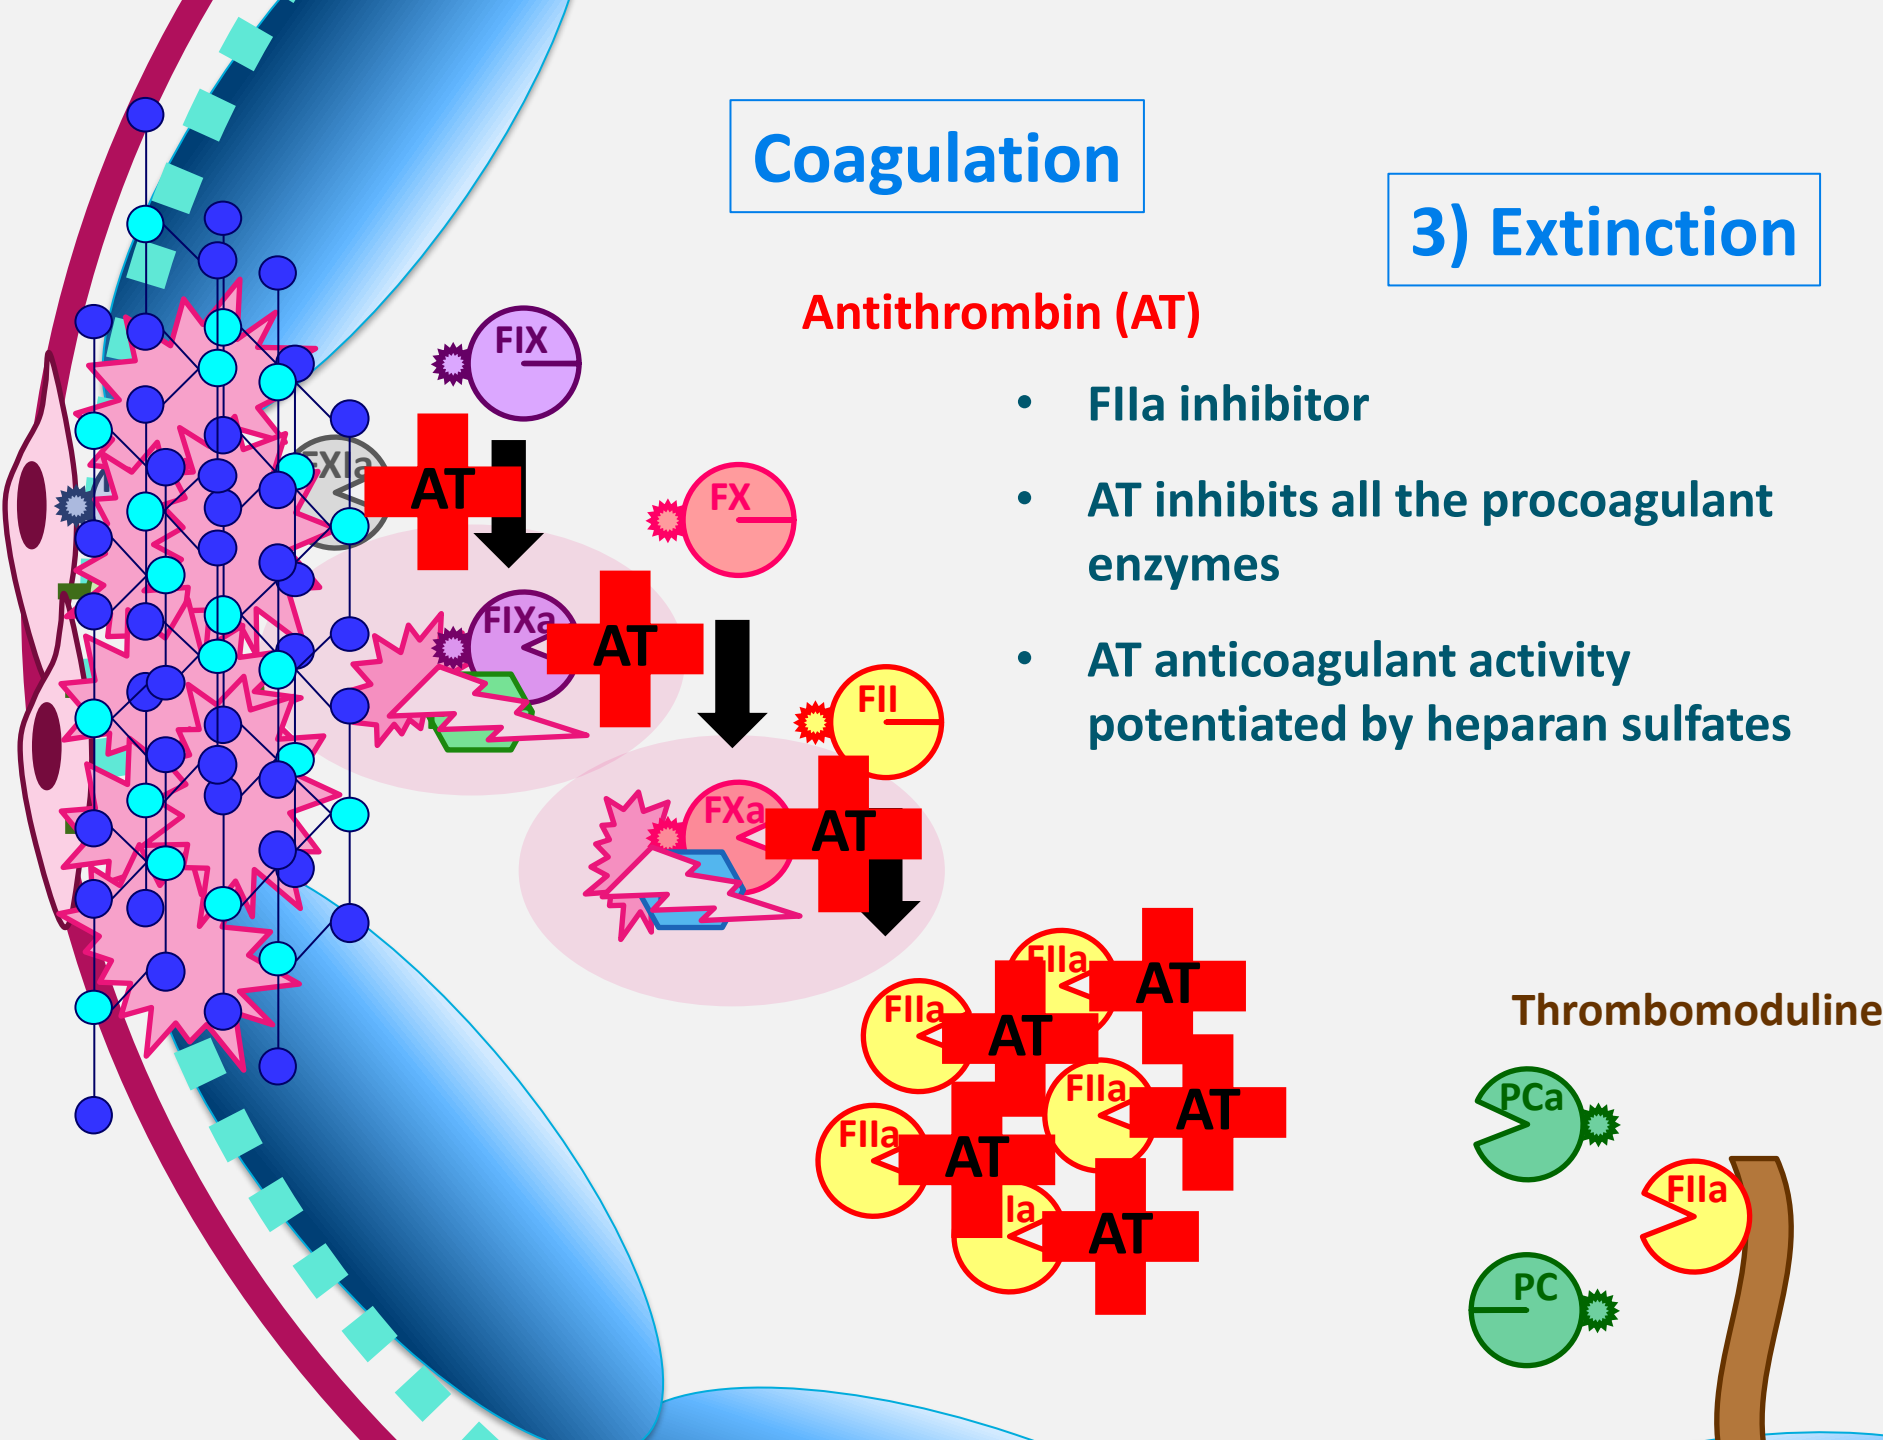 Coagulation
3) Extinction
Antithrombin (AT)
• FIIa inhibitor
• AT inhibits all the procoagulant
enzymes
• AT anticoagulant activity
potentiated by heparan sulfates
FIX
FXIa
AT
FX
FIXa
AT
FII
FXa
AT
FIIa
AT
FIIa
AT
FIIa
AT
FIIa
AT
Ia
AT
Thrombomoduline
PCa
FIIa
PC